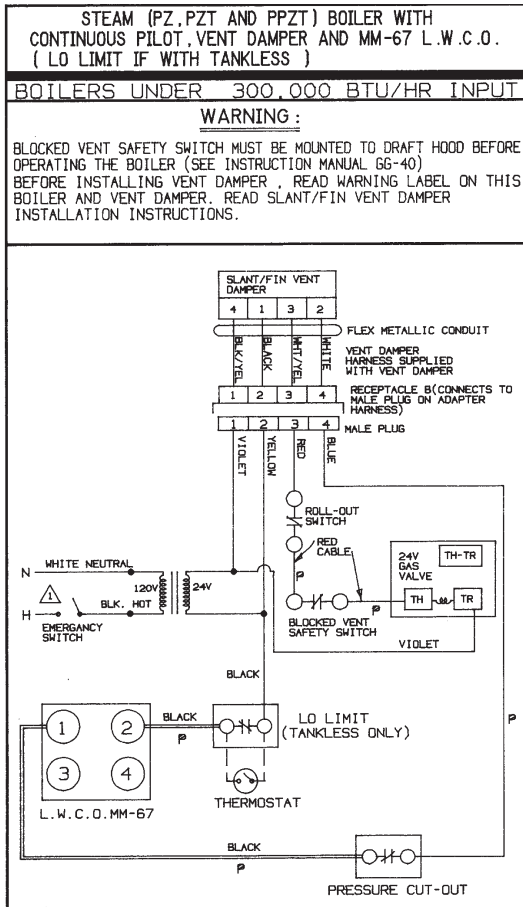 STEAM (PZ,PZT AND PPZT) BOILER WITH
CONTINUOUS PILOT,VENT DAMPER AND MM-67 L.W.C.O.
( LO LIMIT IF WITH TANKLESS )
BOILERS UNDER 300,000 BTU/HR INPUT
WARNING :
BLOCKED VENT SAFETY SWITCH MUST BE MOUNTED TO DRAFT HOOD BEFORE
OPERATING THE BOILER (SEE INSTRUCTION MANUAL GG-40)
BEFORE INSTALLING VENT DAMPER , READ WARNING LABEL ON THIS
BOILER AND VENT DAMPER. READ SLANT/FIN VENT DAMPER
INSTALLATION INSTRUCTIONS.
SLANT/FIN VENT
DAMPER
4 1 3 2
FLEX METALLIC CONDUIT
BLK/YEL
BLACK
WHT/YEL
WHITE
VENT DAMPER
HARNESS SUPPLIED
WITH VENT DAMPER
1 2 3 4
RECEPTACLE B(CONNECTS TO
MALE PLUG ON ADAPTER
HARNESS)
1 2 3 4
MALE PLUG
VIOLET
YELLOW
RED
BLUE
ROLL-OUT
SWITCH
RED
CABLE
P
24V
GAS
VALVE
TH-TR
TH
TR
N
WHITE NEUTRAL
120V
24V
1
H
BLK. HOT
EMERGANCY
SWITCH
P
BLOCKED VENT
SAFETY SWITCH
VIOLET
BLACK
P
1
2
BLACK
P
LO LIMIT
(TANKLESS ONLY)
3
4
THERMOSTAT
L.W.C.O.MM-67
BLACK
P
PRESSURE CUT-OUT